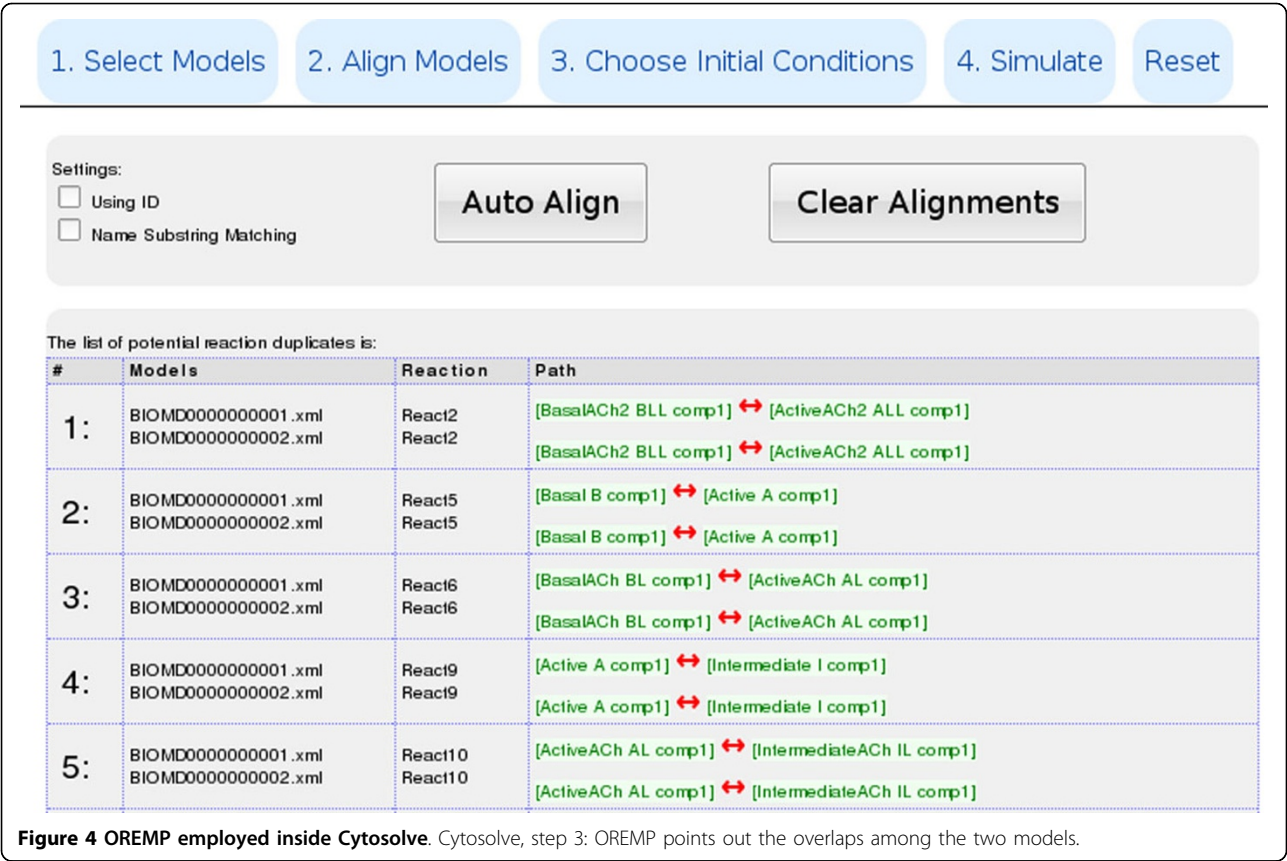 1. Select Models 2. Align Models 3. Choose Initial Conditions 4. Simulate Reset
Settings:
Using ID
Name Substring Matching
Auto Align Clear Alignments
The list of potential reaction duplicates is:
# Models Reaction Path
1: BIOMD0000000001.xml React2 [BasalACh2 BLL comp1] ↔ [ActiveACh2 ALL comp1]
BIOMD0000000002.xml React2 [BasalACh2 BLL comp1] ↔ [ActiveACh2 ALL comp1]
2: BIOMD0000000001.xml React5 [Basal B comp1] ↔ [Active A comp1]
BIOMD0000000002.xml React5 [Basal B comp1] ↔ [Active A comp1]
3: BIOMD0000000001.xml React6 [BasalACh BL comp1] ↔ [ActiveACh AL comp1]
BIOMD0000000002.xml React6 [BasalACh BL comp1] ↔ [ActiveACh AL comp1]
4: BIOMD0000000001.xml React9 [Active A comp1] ↔ [Intermediate I comp1]
BIOMD0000000002.xml React9 [Active A comp1] ↔ [Intermediate I comp1]
5: BIOMD0000000001.xml React10 [ActiveACh AL comp1] ↔ [IntermediateACh IL comp1]
BIOMD0000000002.xml React10 [ActiveACh AL comp1] ↔ [IntermediateACh IL comp1]
Figure 4 OREMP employed inside Cytosolve. Cytosolve, step 3: OREMP points out the overlaps among the two models.